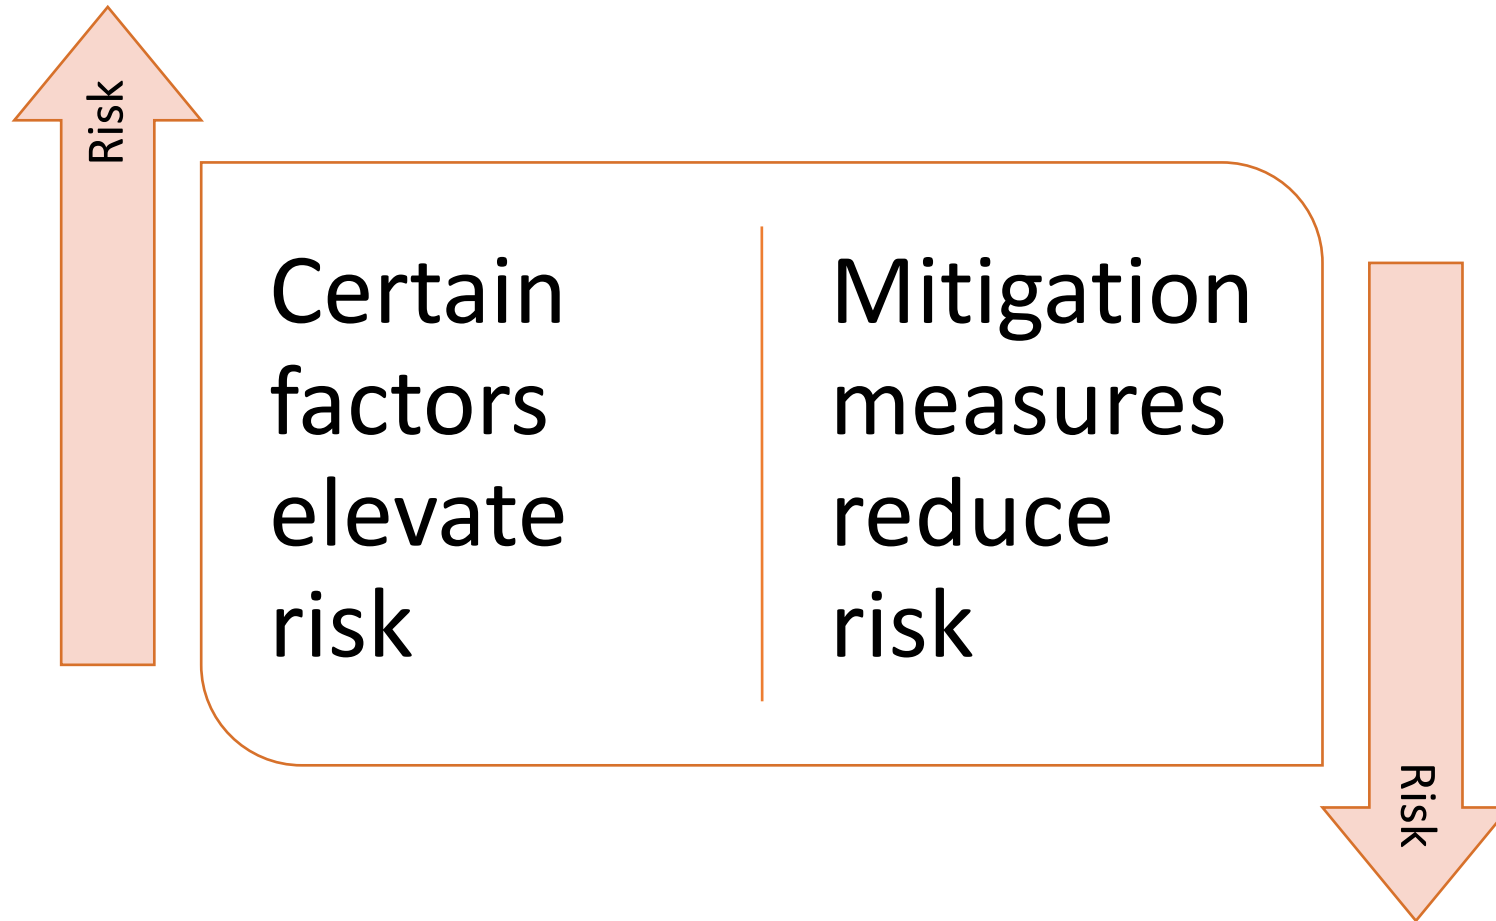 Risk
Certain
factors
elevate
risk
Mitigation
measures
reduce
risk
Risk